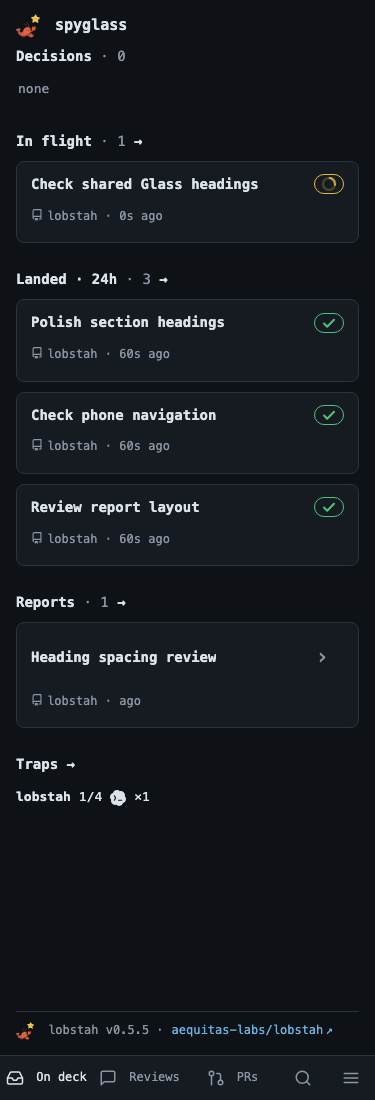 spyglass
Decisions · 0
none
In flight · 1 →
Check shared Glass headings
lobstah · 0s ago
Landed · 24h · 3 →
Polish section headings
lobstah · 60s ago
Check phone navigation
lobstah · 60s ago
Review report layout
lobstah · 60s ago
Reports · 1 →
Heading spacing review
lobstah · ago
Traps →
lobstah 1/4 ×1
lobstah v0.5.5 · aequitas-labs/lobstah↗
On deck Reviews PRs